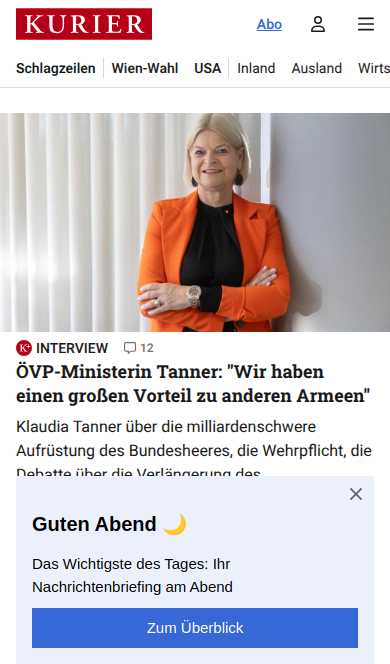 KURIER
Abo
Schlagzeilen Wien-Wahl USA Inland Ausland Wirts
K+ INTERVIEW 12
ÖVP-Ministerin Tanner: "Wir haben
einen großen Vorteil zu anderen Armeen"
Klaudia Tanner über die milliardenschwere
Aufrüstung des Bundesheeres, die Wehrpflicht, die
Debatte über die Verlängerung des
Guten Abend 🌙
Das Wichtigste des Tages: Ihr
Nachrichtenbriefing am Abend
Zum Überblick